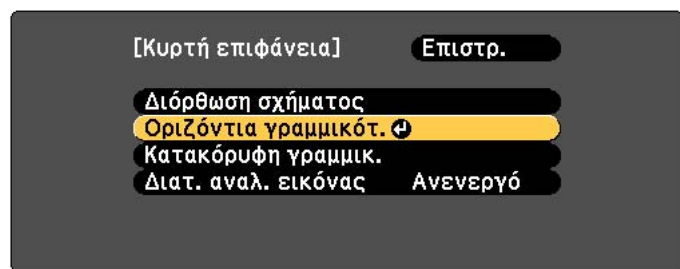 [Κυρτή επιφάνεια] Επιστρ.
Διόρθωση σχήματος
Οριζόντια γραμμικότ.
Κατακόρυφη γραμμικ.
Διατ. αναλ. εικόνας Ανενεργό